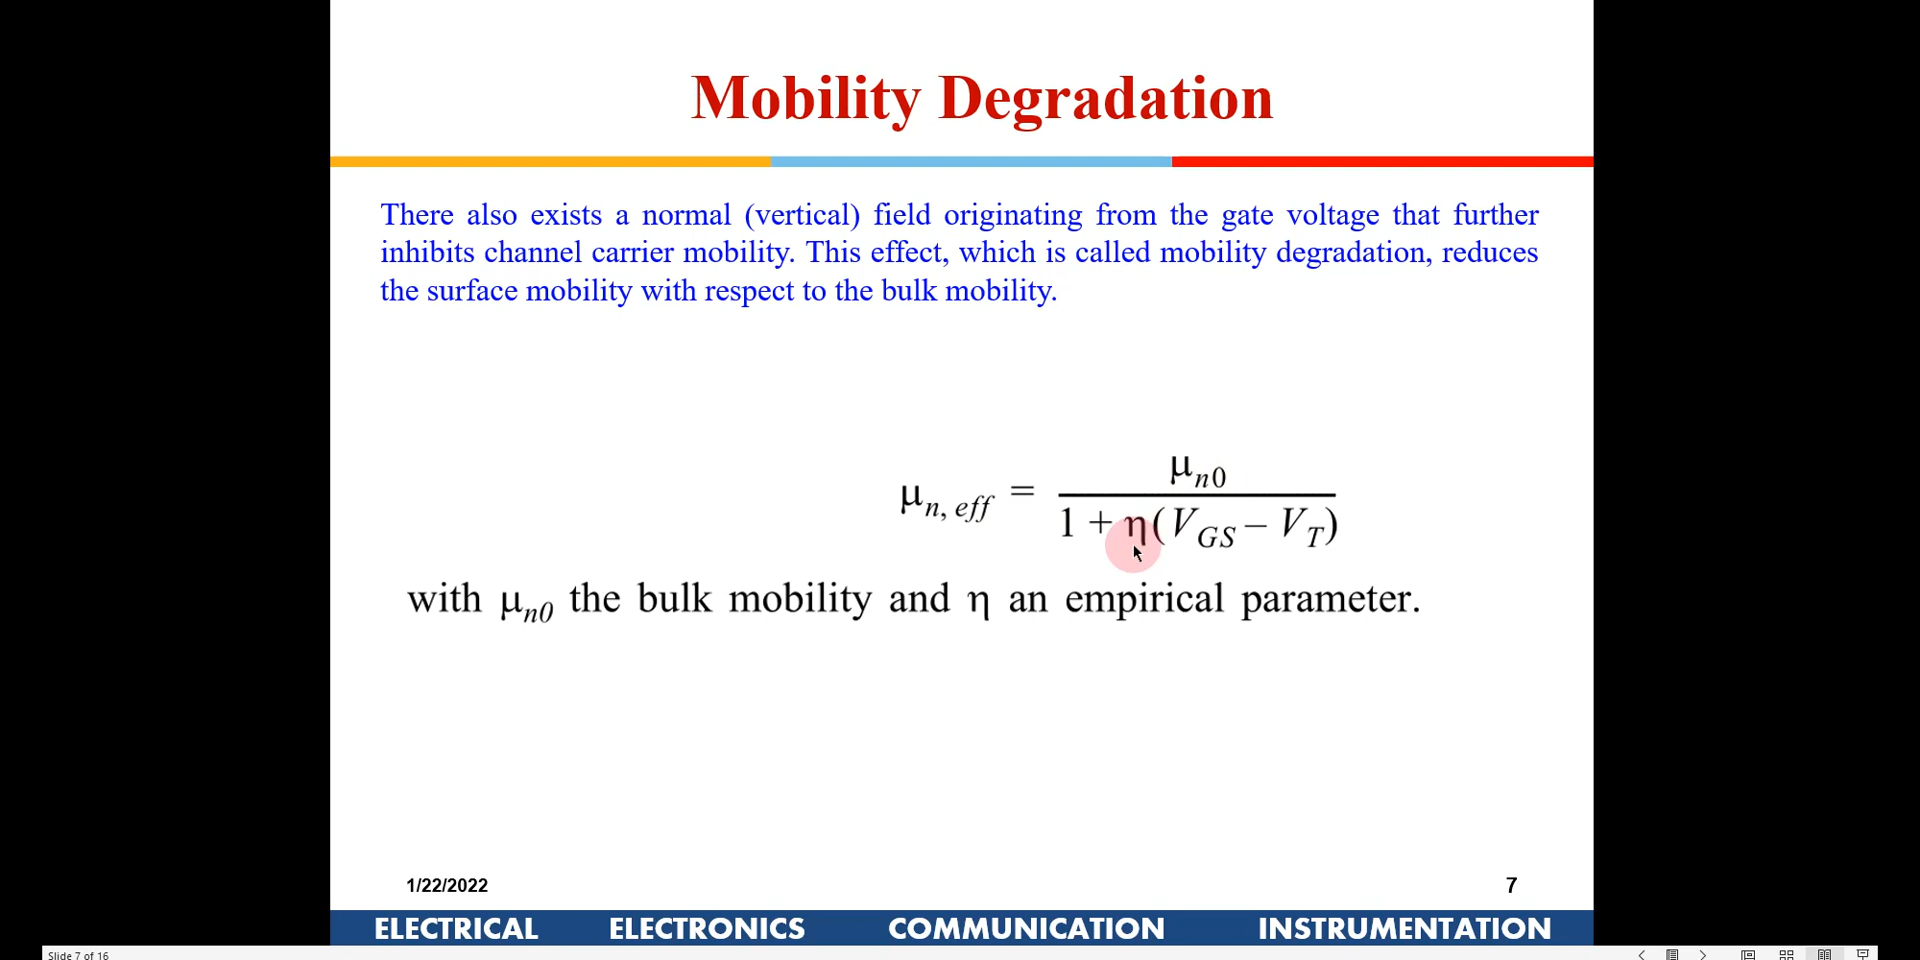 Mobility Degradation
There also exists a normal (vertical) field originating from the gate voltage that further
inhibits channel carrier mobility. This effect, which is called mobility degradation, reduces
the surface mobility with respect to the bulk mobility.
μn, eff = μn0 / 1 + η(VGS − VT)
with μn0 the bulk mobility and η an empirical parameter.
1/22/2022 7
ELECTRICAL ELECTRONICS COMMUNICATION INSTRUMENTATION
Slide 7 of 16